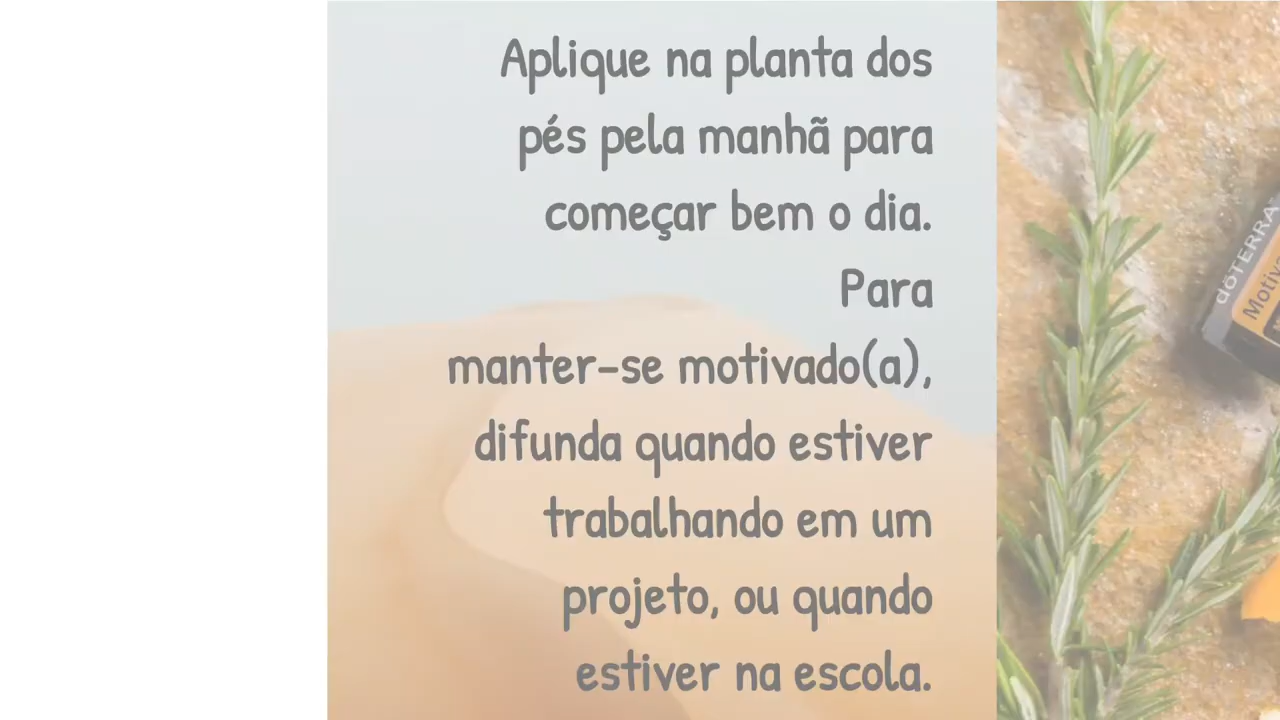 Aplique na planta dos
pés pela manhã para
começar bem o dia.
Para
manter-se motivado(a),
difunda quando estiver
trabalhando em um
projeto, ou quando
estiver na escola.
dōTERRA